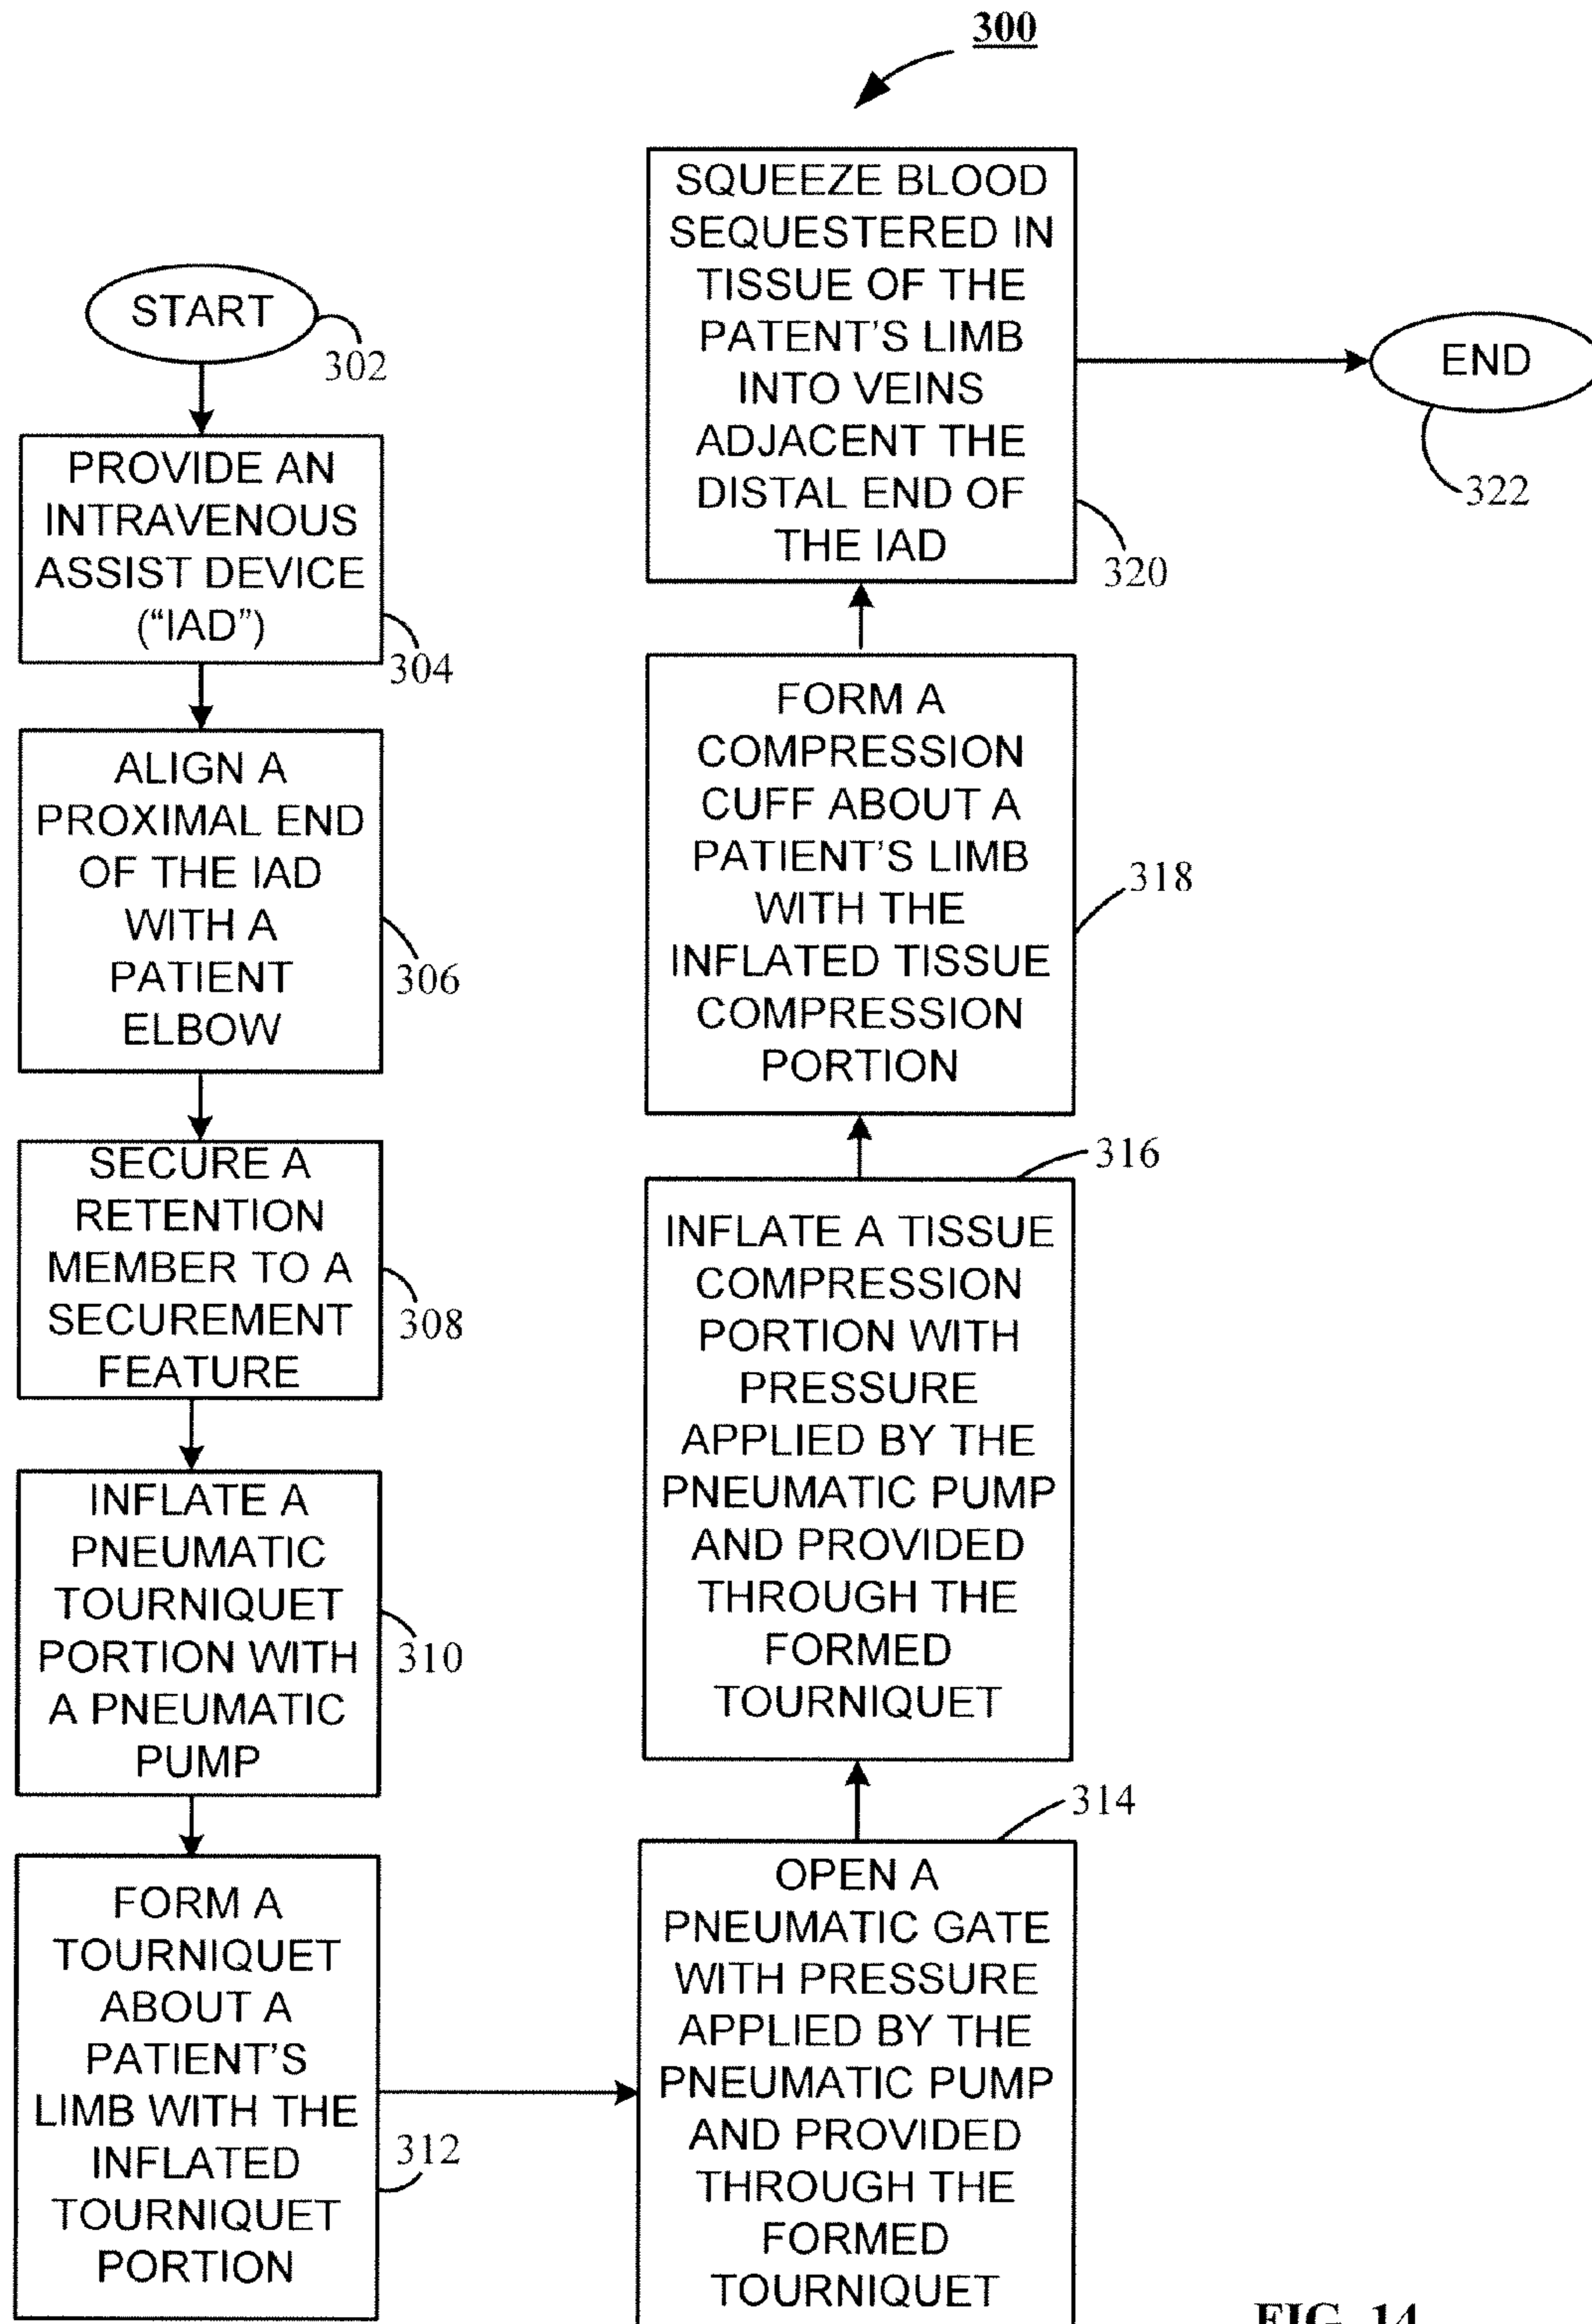 300
START
302
PROVIDE AN
INTRAVENOUS
ASSIST DEVICE
(“IAD”)
304
ALIGN A
PROXIMAL END
OF THE IAD
WITH A
PATIENT
ELBOW
306
SECURE A
RETENTION
MEMBER TO A
SECUREMENT
FEATURE
308
INFLATE A
PNEUMATIC
TOURNIQUET
PORTION WITH
A PNEUMATIC
PUMP
310
FORM A
TOURNIQUET
ABOUT A
PATIENT’S
LIMB WITH THE
INFLATED
TOURNIQUET
PORTION
312
OPEN A
PNEUMATIC GATE
WITH PRESSURE
APPLIED BY THE
PNEUMATIC PUMP
AND PROVIDED
THROUGH THE
FORMED
TOURNIQUET
314
INFLATE A TISSUE
COMPRESSION
PORTION WITH
PRESSURE
APPLIED BY THE
PNEUMATIC PUMP
AND PROVIDED
THROUGH THE
FORMED
TOURNIQUET
316
FORM A
COMPRESSION
CUFF ABOUT A
PATIENT’S LIMB
WITH THE
INFLATED TISSUE
COMPRESSION
PORTION
318
SQUEEZE BLOOD
SEQUESTERED IN
TISSUE OF THE
PATENT’S LIMB
INTO VEINS
ADJACENT THE
DISTAL END OF
THE IAD
320
END
322
FIG. 14